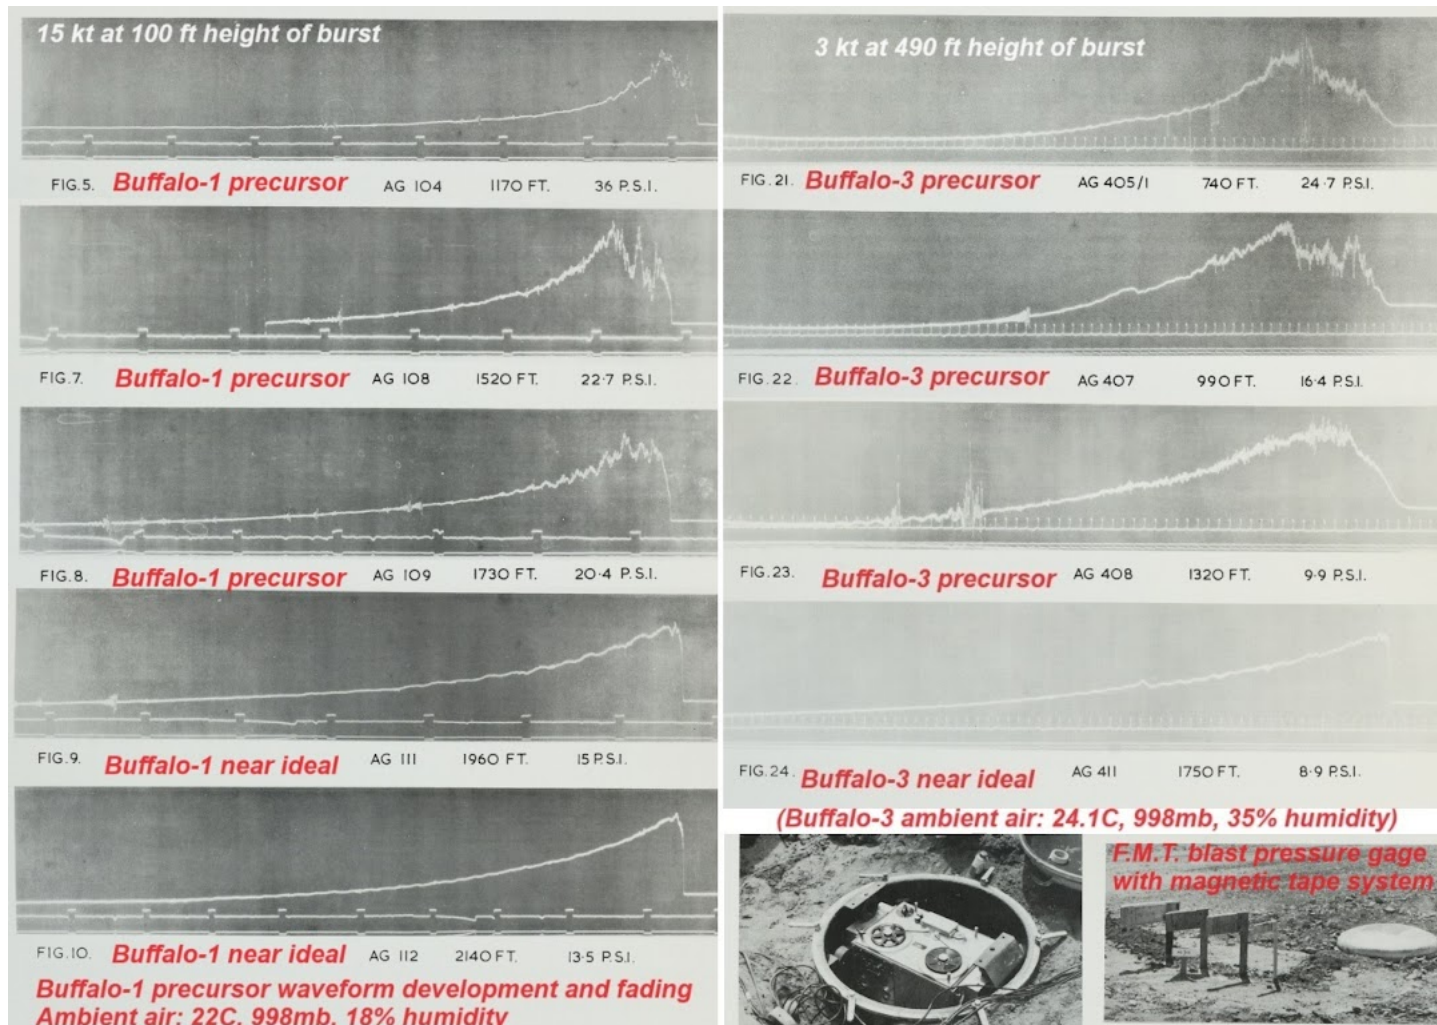 15 kt at 100 ft height of burst
FIG.5. Buffalo-1 precursor AG 104 1170 FT. 36 P.S.I.
FIG.7. Buffalo-1 precursor AG 108 1520 FT. 22·7 P.S.I.
FIG.8. Buffalo-1 precursor AG 109 1730 FT. 20·4 P.S.I.
FIG.9. Buffalo-1 near ideal AG 111 1960 FT. 15 P.S.I.
FIG.10. Buffalo-1 near ideal AG 112 2140 FT. 13·5 P.S.I.
Buffalo-1 precursor waveform development and fading
Ambient air: 22C, 998mb, 18% humidity
3 kt at 490 ft height of burst
FIG.21. Buffalo-3 precursor AG 405/1 740 FT. 24·7 P.S.I.
FIG.22. Buffalo-3 precursor AG 407 990 FT. 16·4 P.S.I.
FIG.23. Buffalo-3 precursor AG 408 1320 FT. 9·9 P.S.I.
FIG.24. Buffalo-3 near ideal AG 411 1750 FT. 8·9 P.S.I.
(Buffalo-3 ambient air: 24.1C, 998mb, 35% humidity)
F.M.T. blast pressure gage
with magnetic tape system